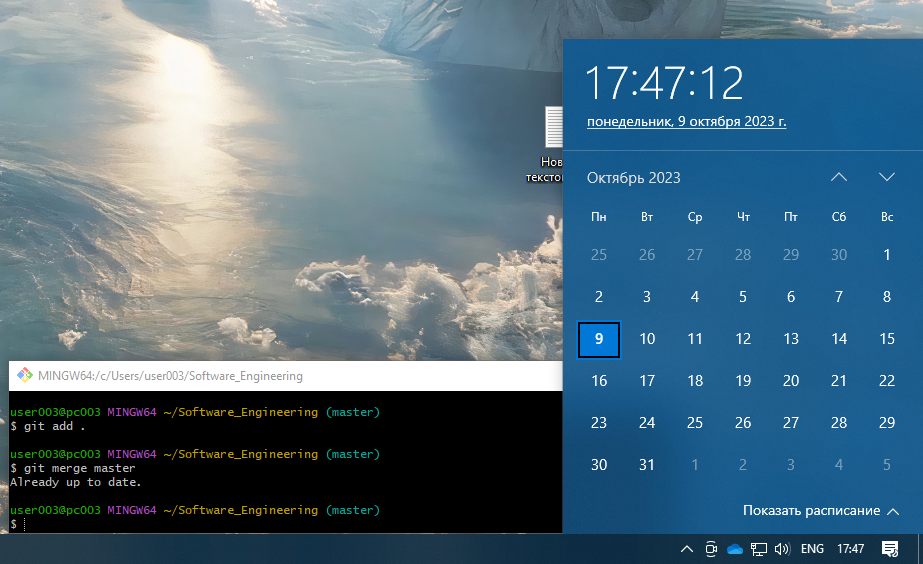 17:47:12
понедельник, 9 октября 2023 г.
Нов
тексто
Октябрь 2023
Пн Вт Ср Чт Пт Сб Вс
25 26 27 28 29 30 1
2 3 4 5 6 7 8
9 10 11 12 13 14 15
16 17 18 19 20 21 22
23 24 25 26 27 28 29
30 31 1 2 3 4 5
Показать расписание
MINGW64:/c/Users/user003/Software_Engineering
user003@pc003 MINGW64 ~/Software_Engineering (master)
$ git add .
user003@pc003 MINGW64 ~/Software_Engineering (master)
$ git merge master
Already up to date.
user003@pc003 MINGW64 ~/Software_Engineering (master)
$
ENG 17:47